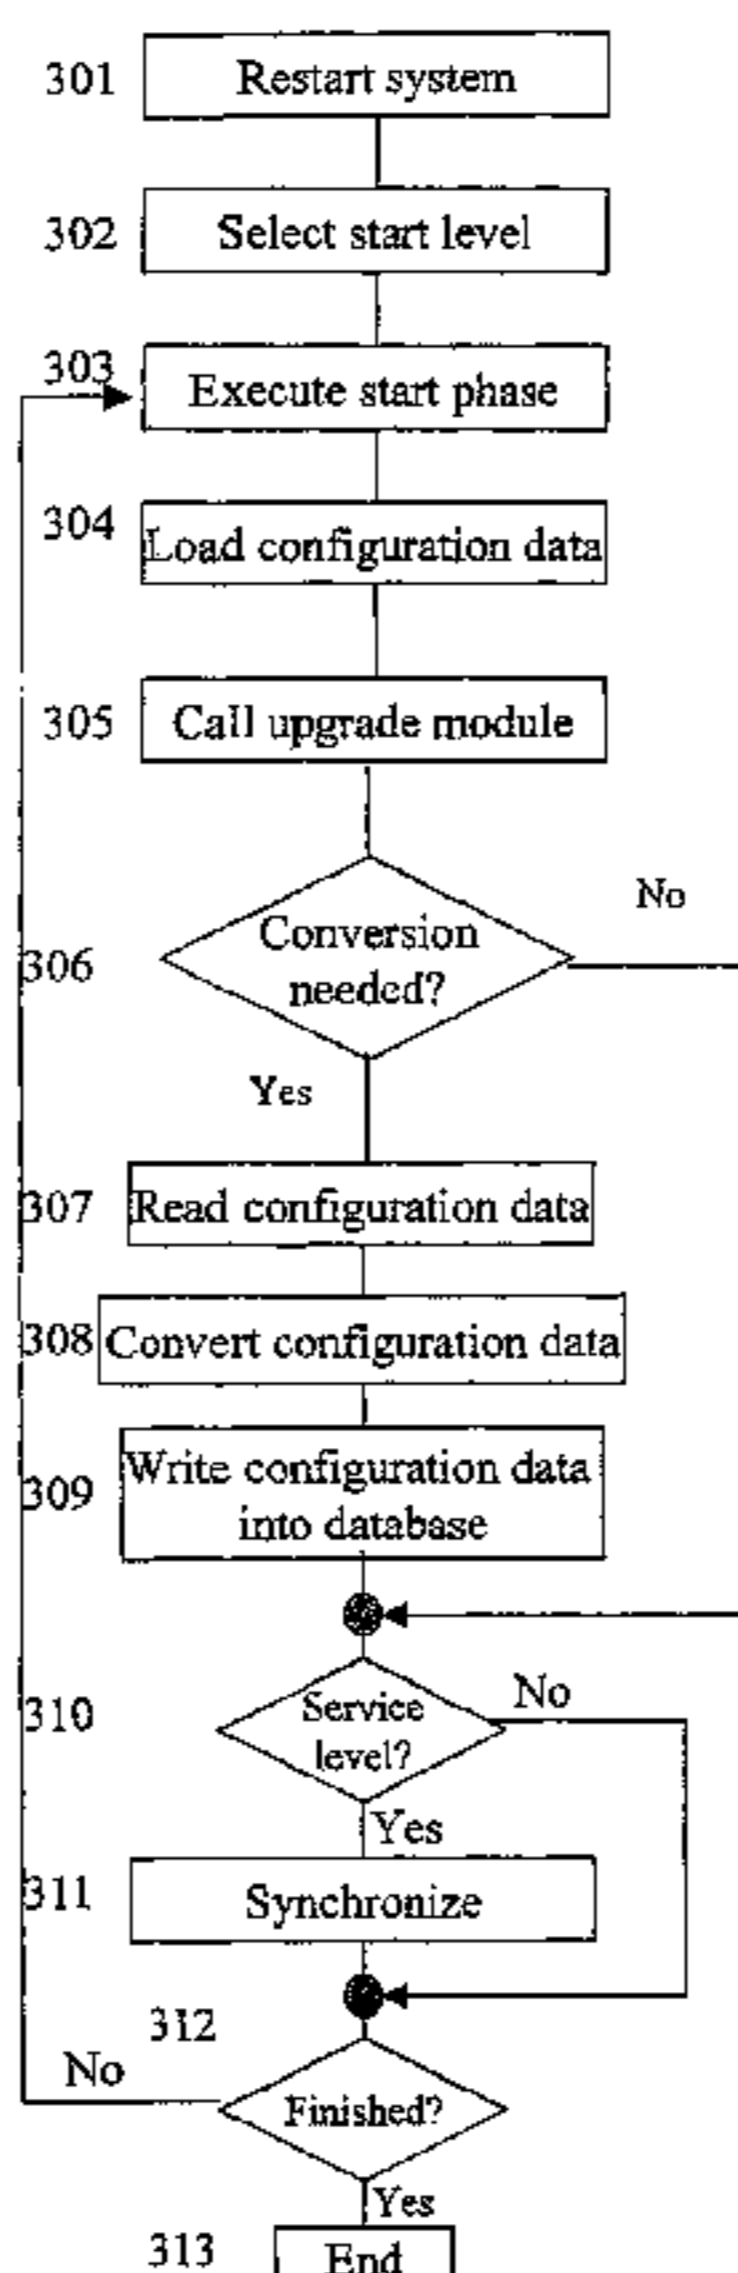 301 Restart system
302 Select start level
303 Execute start phase
304 Load configuration data
305 Call upgrade module
306 Conversion
needed?
No
Yes
307 Read configuration data
308 Convert configuration data
309 Write configuration data
into database
310 Service
level?
No
Yes
311 Synchronize
312
No
Finished?
Yes
313 End